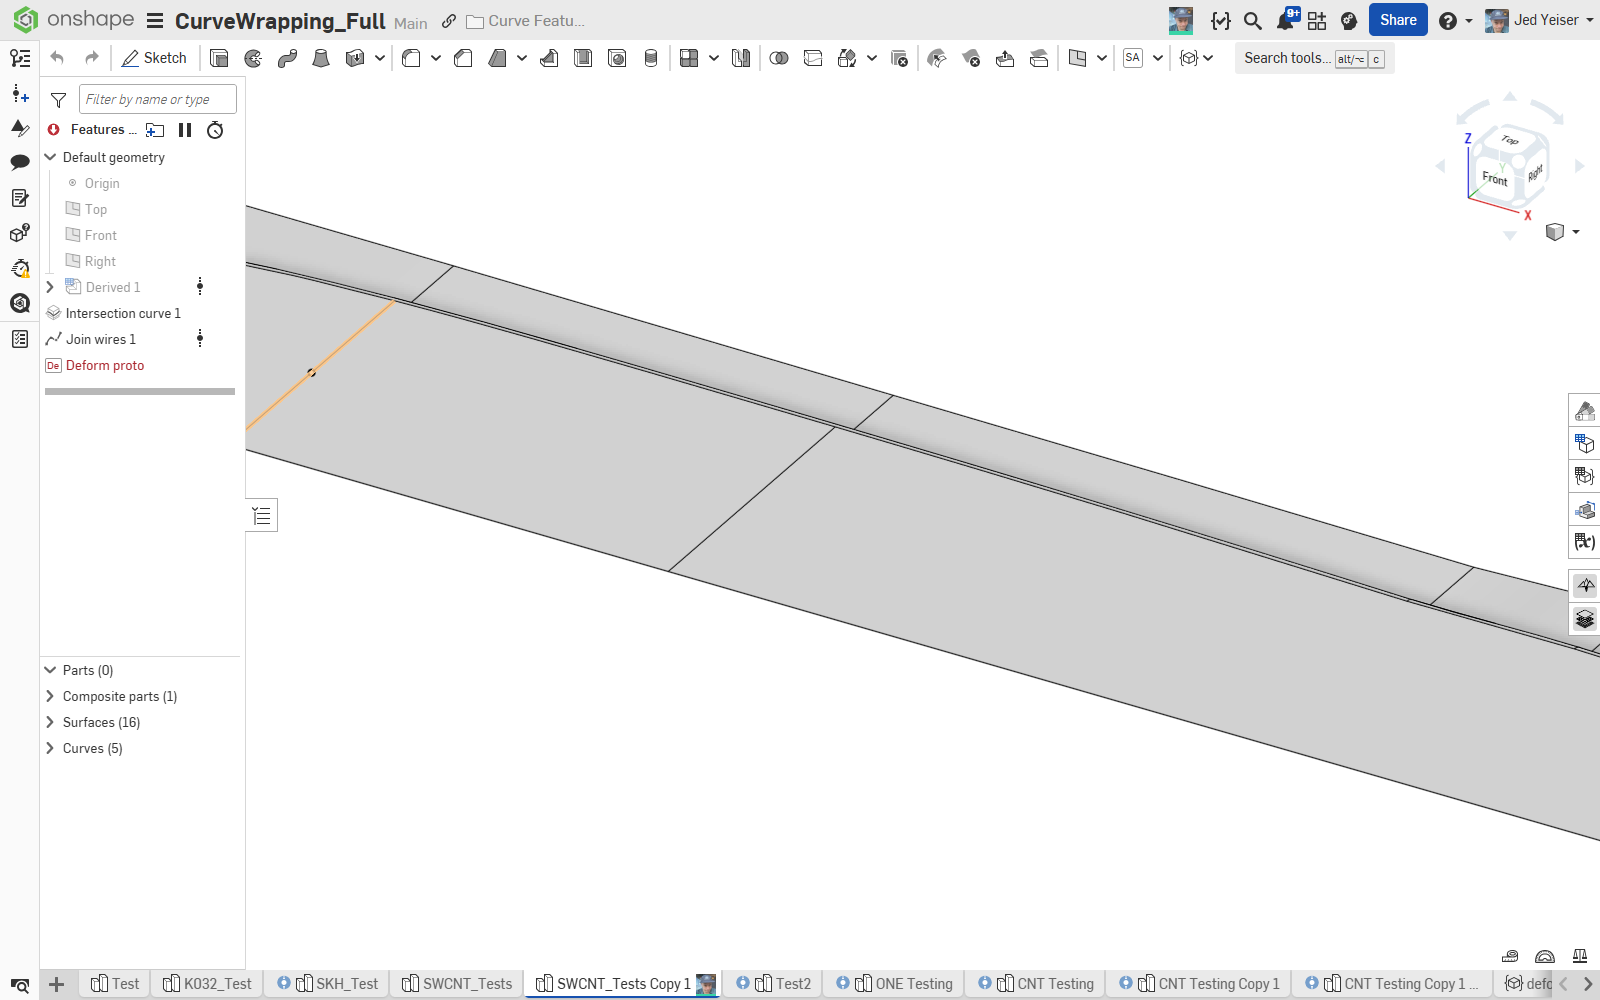 onshape CurveWrapping_Full Main Curve Featu...
9+ Share Jed Yeiser
Sketch SA Search tools... alt/⌥ c
Filter by name or type
Features ...
Default geometry
Origin
Top
Front
Right
Derived 1
Intersection curve 1
Join wires 1
De Deform proto
Parts (0)
Composite parts (1)
Surfaces (16)
Curves (5)
Z
Top
Y
Front Right
X
(x)
Test K032_Test SKH_Test SWCNT_Tests SWCNT_Tests Copy 1 Test2 ONE Testing CNT Testing CNT Testing Copy 1 CNT Testing Copy 1 ... defo